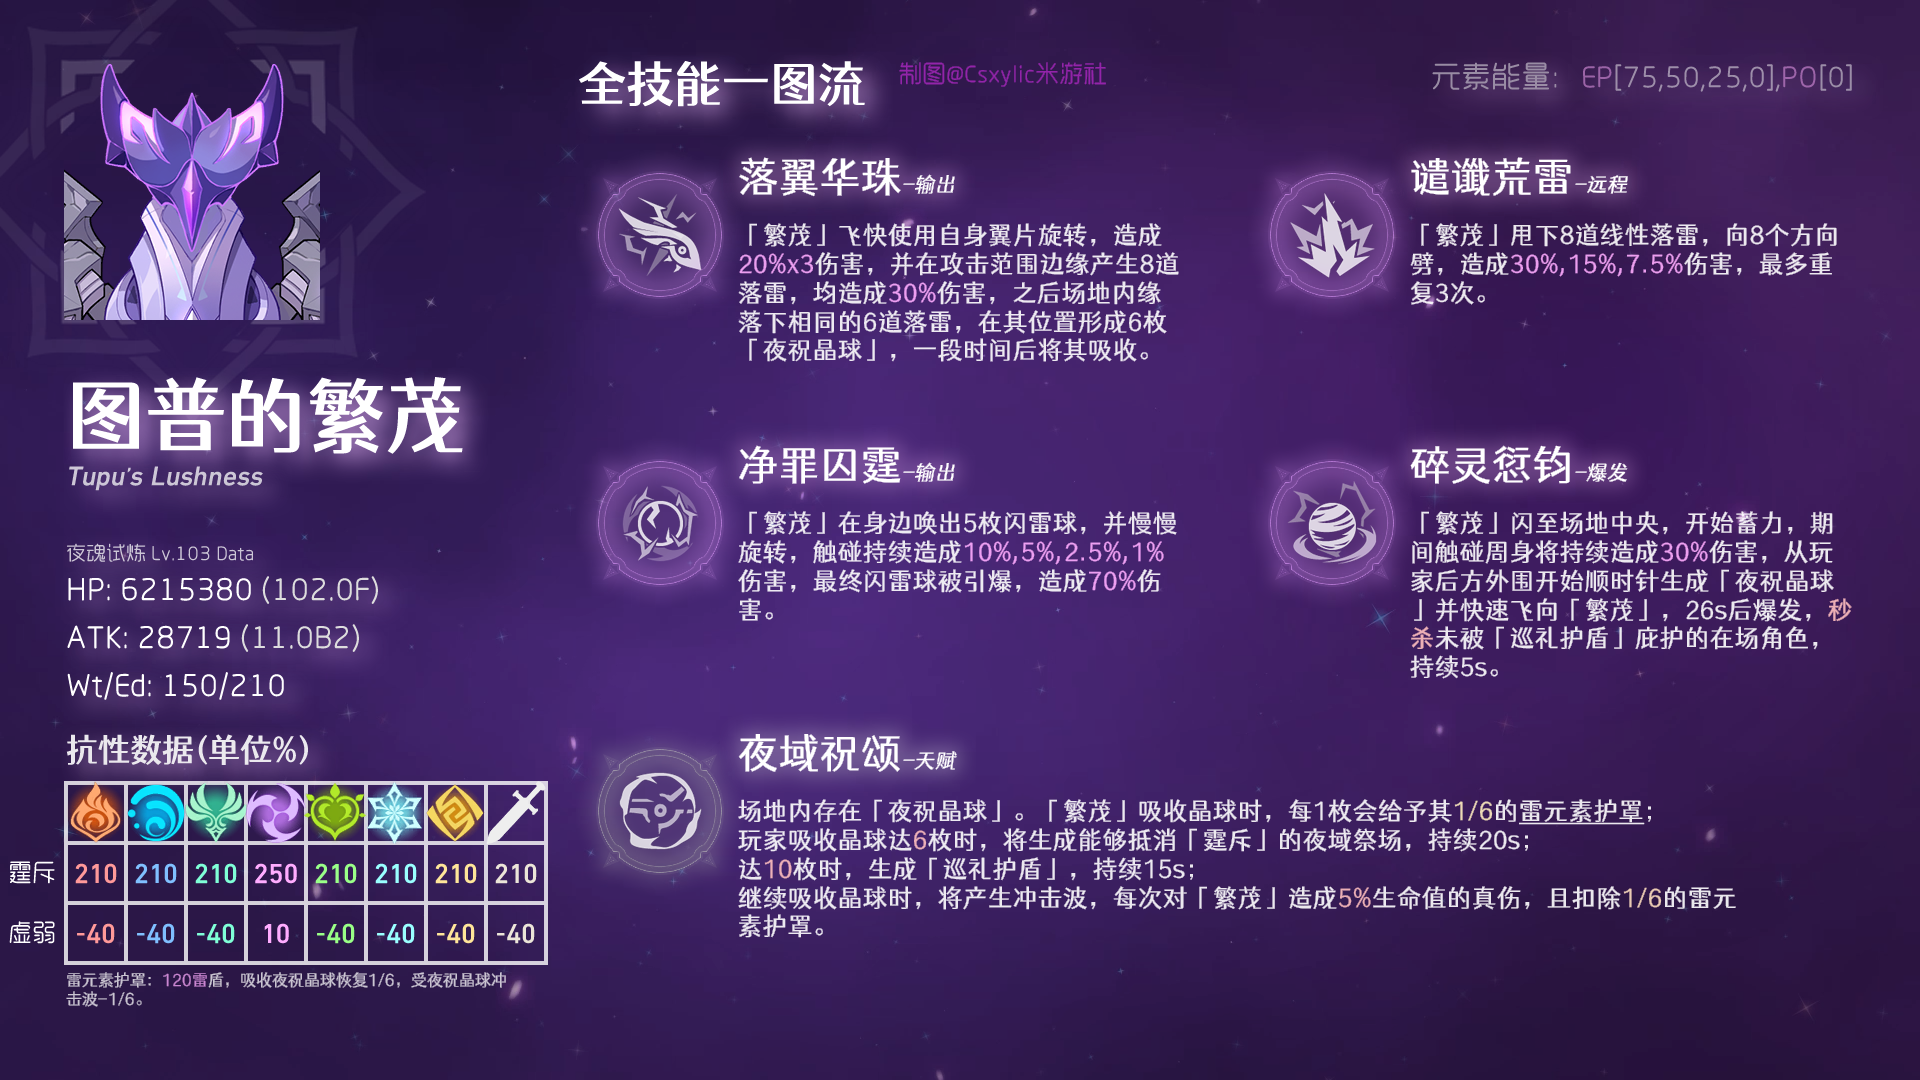 全技能一图流
制图@Csxylic米游社
元素能量： EP[75,50,25,0],PO[0]
图普的繁茂
Tupu's Lushness
夜魂试炼 Lv.103 Data
HP: 6215380 (102.0F)
ATK: 28719 (11.0B2)
Wt/Ed: 150/210
抗性数据(单位%)
霆斥 210 210 210 250 210 210 210 210
虚弱 -40 -40 -40 10 -40 -40 -40 -40
雷元素护罩：120雷盾，吸收夜祝晶球恢复1/6，受夜祝晶球冲
击波-1/6。
落翼华珠-输出
「繁茂」飞快使用自身翼片旋转，造成
20%x3伤害，并在攻击范围边缘产生8道
落雷，均造成30%伤害，之后场地内缘
落下相同的6道落雷，在其位置形成6枚
「夜祝晶球」，一段时间后将其吸收。
谴谶荒雷-远程
「繁茂」甩下8道线性落雷，向8个方向
劈，造成30%,15%,7.5%伤害，最多重
复3次。
净罪囚霆-输出
「繁茂」在身边唤出5枚闪雷球，并慢慢
旋转，触碰持续造成10%,5%,2.5%,1%
伤害，最终闪雷球被引爆，造成70%伤
害。
碎灵愆钧-爆发
「繁茂」闪至场地中央，开始蓄力，期
间触碰周身将持续造成30%伤害，从玩
家后方外围开始顺时针生成「夜祝晶球
」并快速飞向「繁茂」，26s后爆发，秒
杀未被「巡礼护盾」庇护的在场角色，
持续5s。
夜域祝颂-天赋
场地内存在「夜祝晶球」。「繁茂」吸收晶球时，每1枚会给予其1/6的雷元素护罩；
玩家吸收晶球达6枚时，将生成能够抵消「霆斥」的夜域祭场，持续20s；
达10枚时，生成「巡礼护盾」，持续15s；
继续吸收晶球时，将产生冲击波，每次对「繁茂」造成5%生命值的真伤，且扣除1/6的雷元
素护罩。